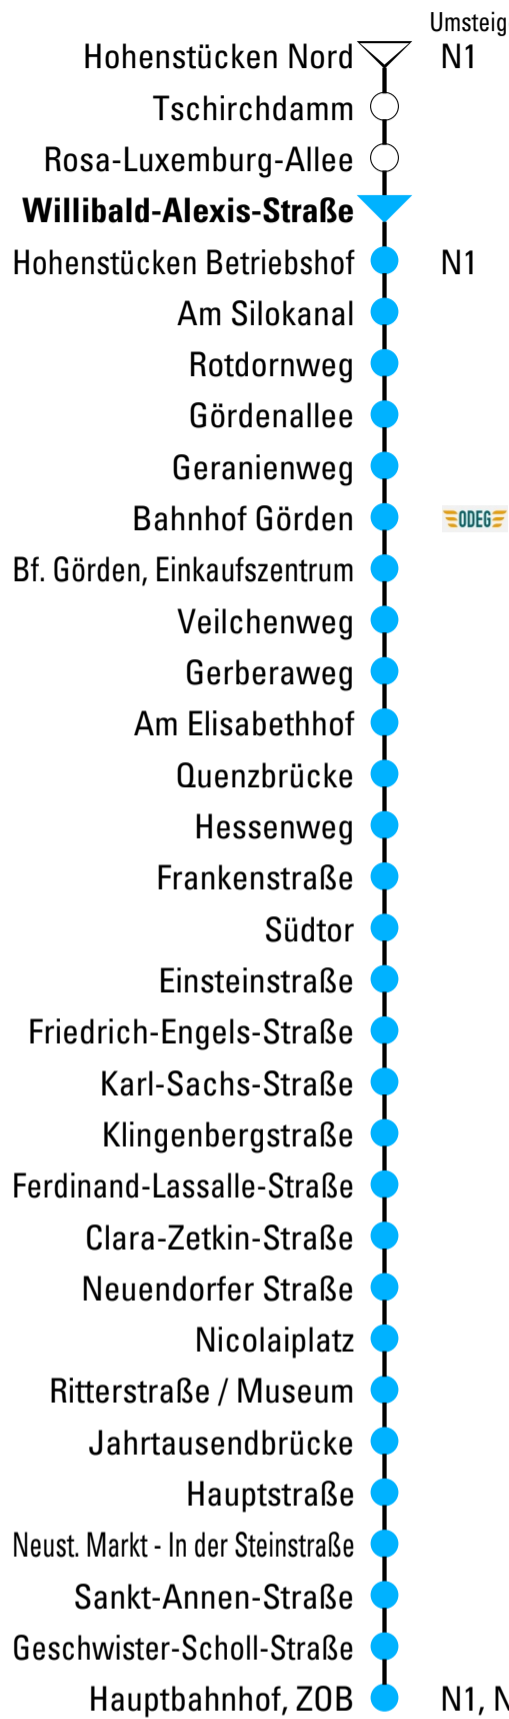 Umsteig
Hohenstücken Nord N1
Tschirchdamm
Rosa-Luxemburg-Allee
Willibald-Alexis-Straße
Hohenstücken Betriebshof N1
Am Silokanal
Rotdornweg
Gördenallee
Geranienweg
Bahnhof Görden ODEG
Bf. Görden, Einkaufszentrum
Veilchenweg
Gerberaweg
Am Elisabethhof
Quenzbrücke
Hessenweg
Frankenstraße
Südtor
Einsteinstraße
Friedrich-Engels-Straße
Karl-Sachs-Straße
Klingenbergstraße
Ferdinand-Lassalle-Straße
Clara-Zetkin-Straße
Neuendorfer Straße
Nicolaiplatz
Ritterstraße / Museum
Jahrtausendbrücke
Hauptstraße
Neust. Markt - In der Steinstraße
Sankt-Annen-Straße
Geschwister-Scholl-Straße
Hauptbahnhof, ZOB N1, N